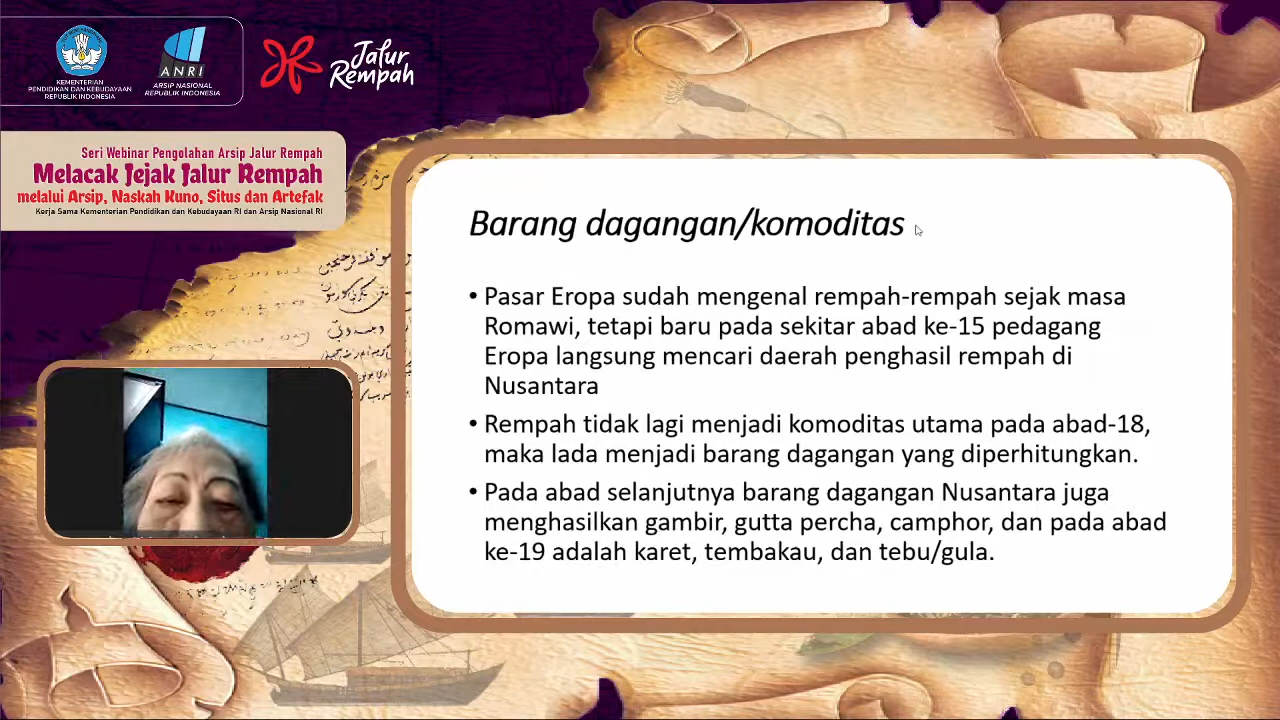 KEMENTERIAN
PENDIDIKAN DAN KEBUDAYAAN
REPUBLIK INDONESIA
ANRI
ARSIP NASIONAL
REPUBLIK INDONESIA
Jalur
Rempah
Seri Webinar Pengolahan Arsip Jalur Rempah
Melacak Jejak Jalur Rempah
melalui Arsip, Naskah Kuno, Situs dan Artefak
Kerja Sama Kementerian Pendidikan dan Kebudayaan RI dan Arsip Nasional RI
Barang dagangan/komoditas
• Pasar Eropa sudah mengenal rempah-rempah sejak masa
Romawi, tetapi baru pada sekitar abad ke-15 pedagang
Eropa langsung mencari daerah penghasil rempah di
Nusantara
• Rempah tidak lagi menjadi komoditas utama pada abad-18,
maka lada menjadi barang dagangan yang diperhitungkan.
• Pada abad selanjutnya barang dagangan Nusantara juga
menghasilkan gambir, gutta percha, camphor, dan pada abad
ke-19 adalah karet, tembakau, dan tebu/gula.